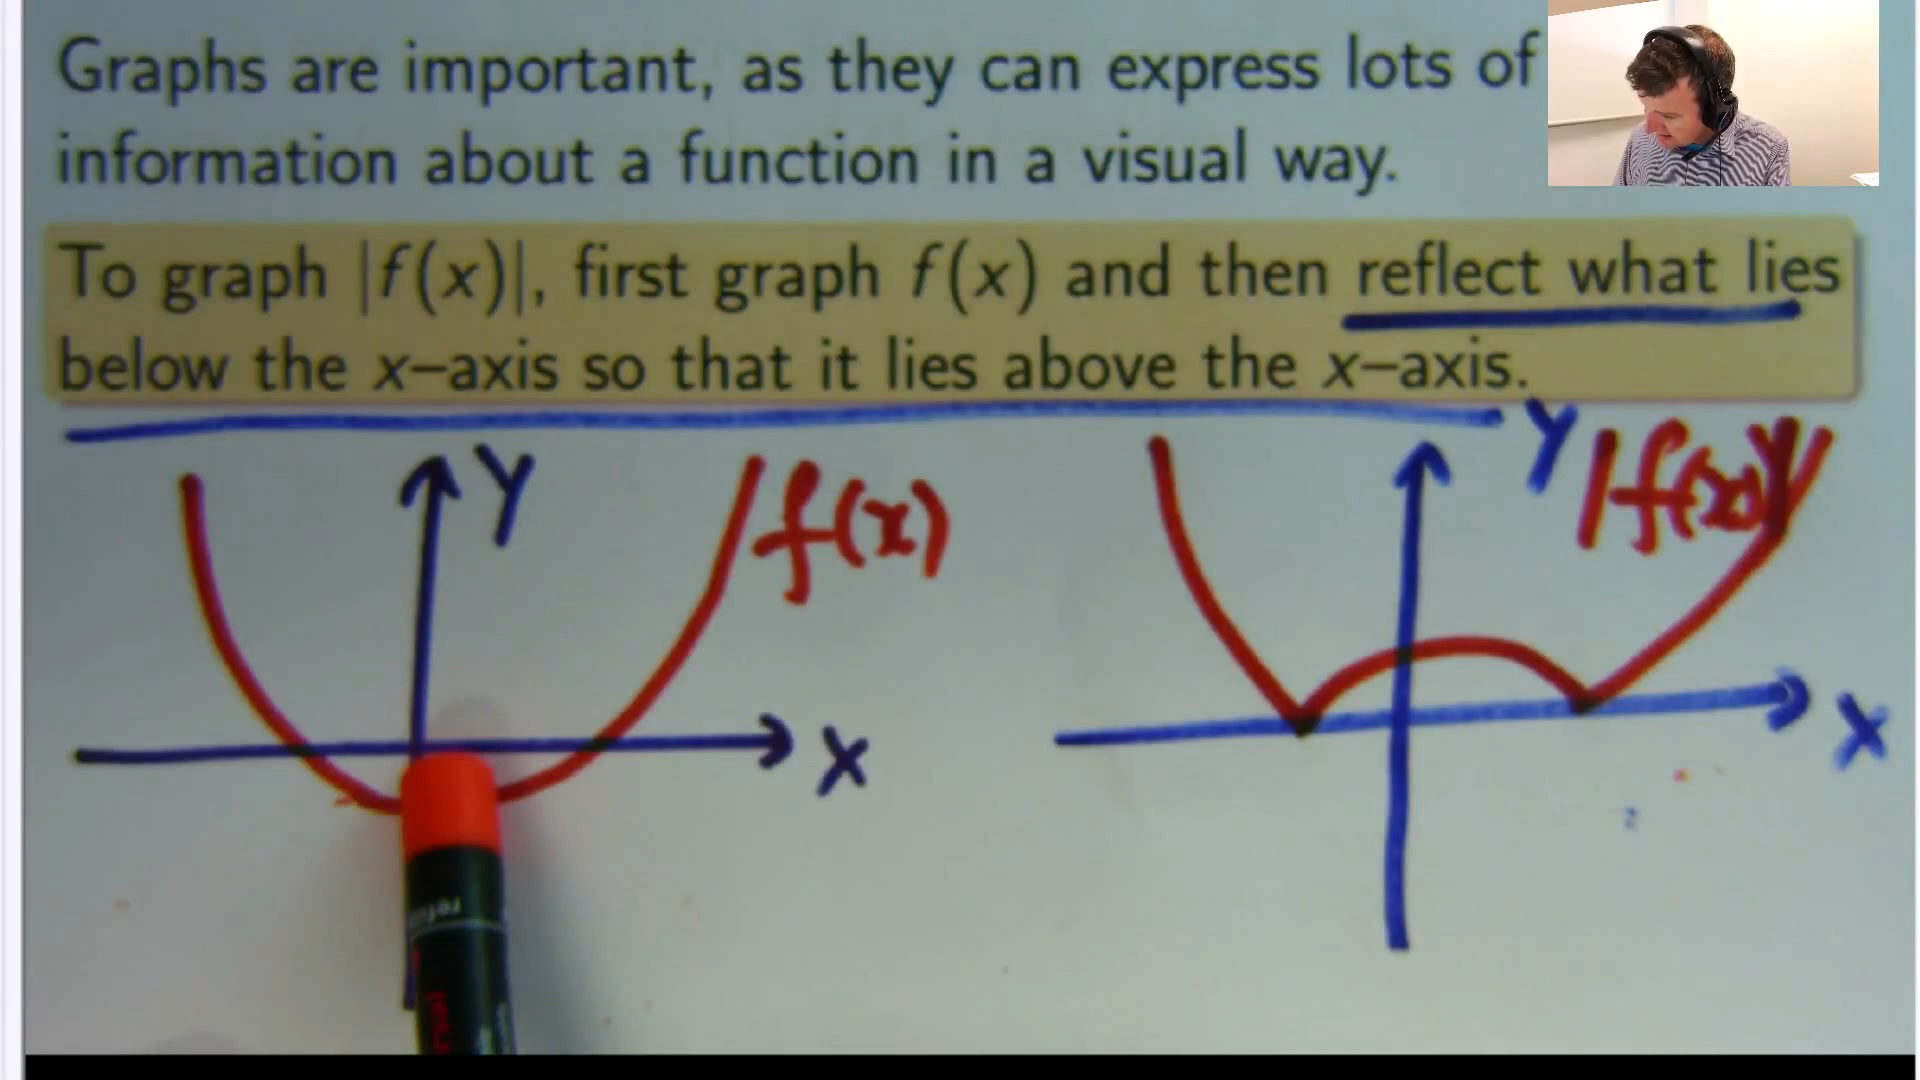 Graphs are important, as they can express lots of
information about a function in a visual way.
To graph |f(x)|, first graph f(x) and then reflect what lies
below the x–axis so that it lies above the x–axis.
Y
f(x)
X
Y
|f(x)|
X